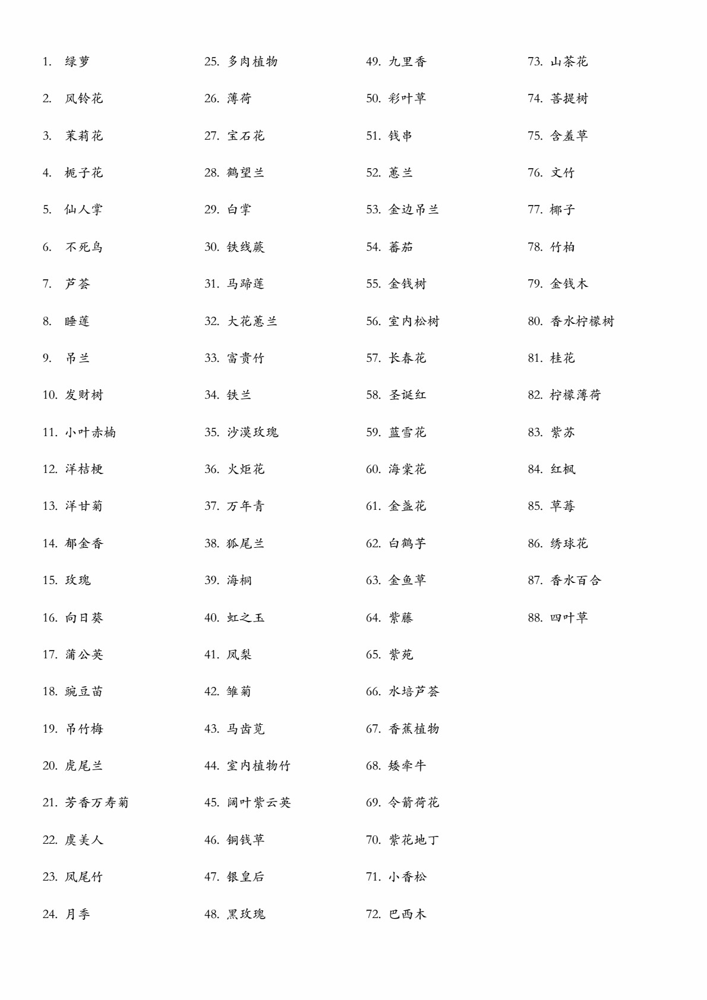 1. 绿萝
2. 风铃花
3. 茉莉花
4. 栀子花
5. 仙人掌
6. 不死鸟
7. 芦荟
8. 睡莲
9. 吊兰
10. 发财树
11. 小叶赤楠
12. 洋桔梗
13. 洋甘菊
14. 郁金香
15. 玫瑰
16. 向日葵
17. 蒲公英
18. 豌豆苗
19. 吊竹梅
20. 虎尾兰
21. 芳香万寿菊
22. 虞美人
23. 凤尾竹
24. 月季
25. 多肉植物
26. 薄荷
27. 宝石花
28. 鹤望兰
29. 白掌
30. 铁线蕨
31. 马蹄莲
32. 大花蕙兰
33. 富贵竹
34. 铁兰
35. 沙漠玫瑰
36. 火炬花
37. 万年青
38. 狐尾兰
39. 海桐
40. 虹之玉
41. 凤梨
42. 雏菊
43. 马齿苋
44. 室内植物竹
45. 阔叶紫云英
46. 铜钱草
47. 银皇后
48. 黑玫瑰
49. 九里香
50. 彩叶草
51. 钱串
52. 蕙兰
53. 金边吊兰
54. 蕃茄
55. 金钱树
56. 室内松树
57. 长春花
58. 圣诞红
59. 蓝雪花
60. 海棠花
61. 金盏花
62. 白鹤芋
63. 金鱼草
64. 紫藤
65. 紫苑
66. 水培芦荟
67. 香蕉植物
68. 矮牵牛
69. 令箭荷花
70. 紫花地丁
71. 小香松
72. 巴西木
73. 山茶花
74. 菩提树
75. 含羞草
76. 文竹
77. 椰子
78. 竹柏
79. 金钱木
80. 香水柠檬树
81. 桂花
82. 柠檬薄荷
83. 紫苏
84. 红枫
85. 草莓
86. 绣球花
87. 香水百合
88. 四叶草